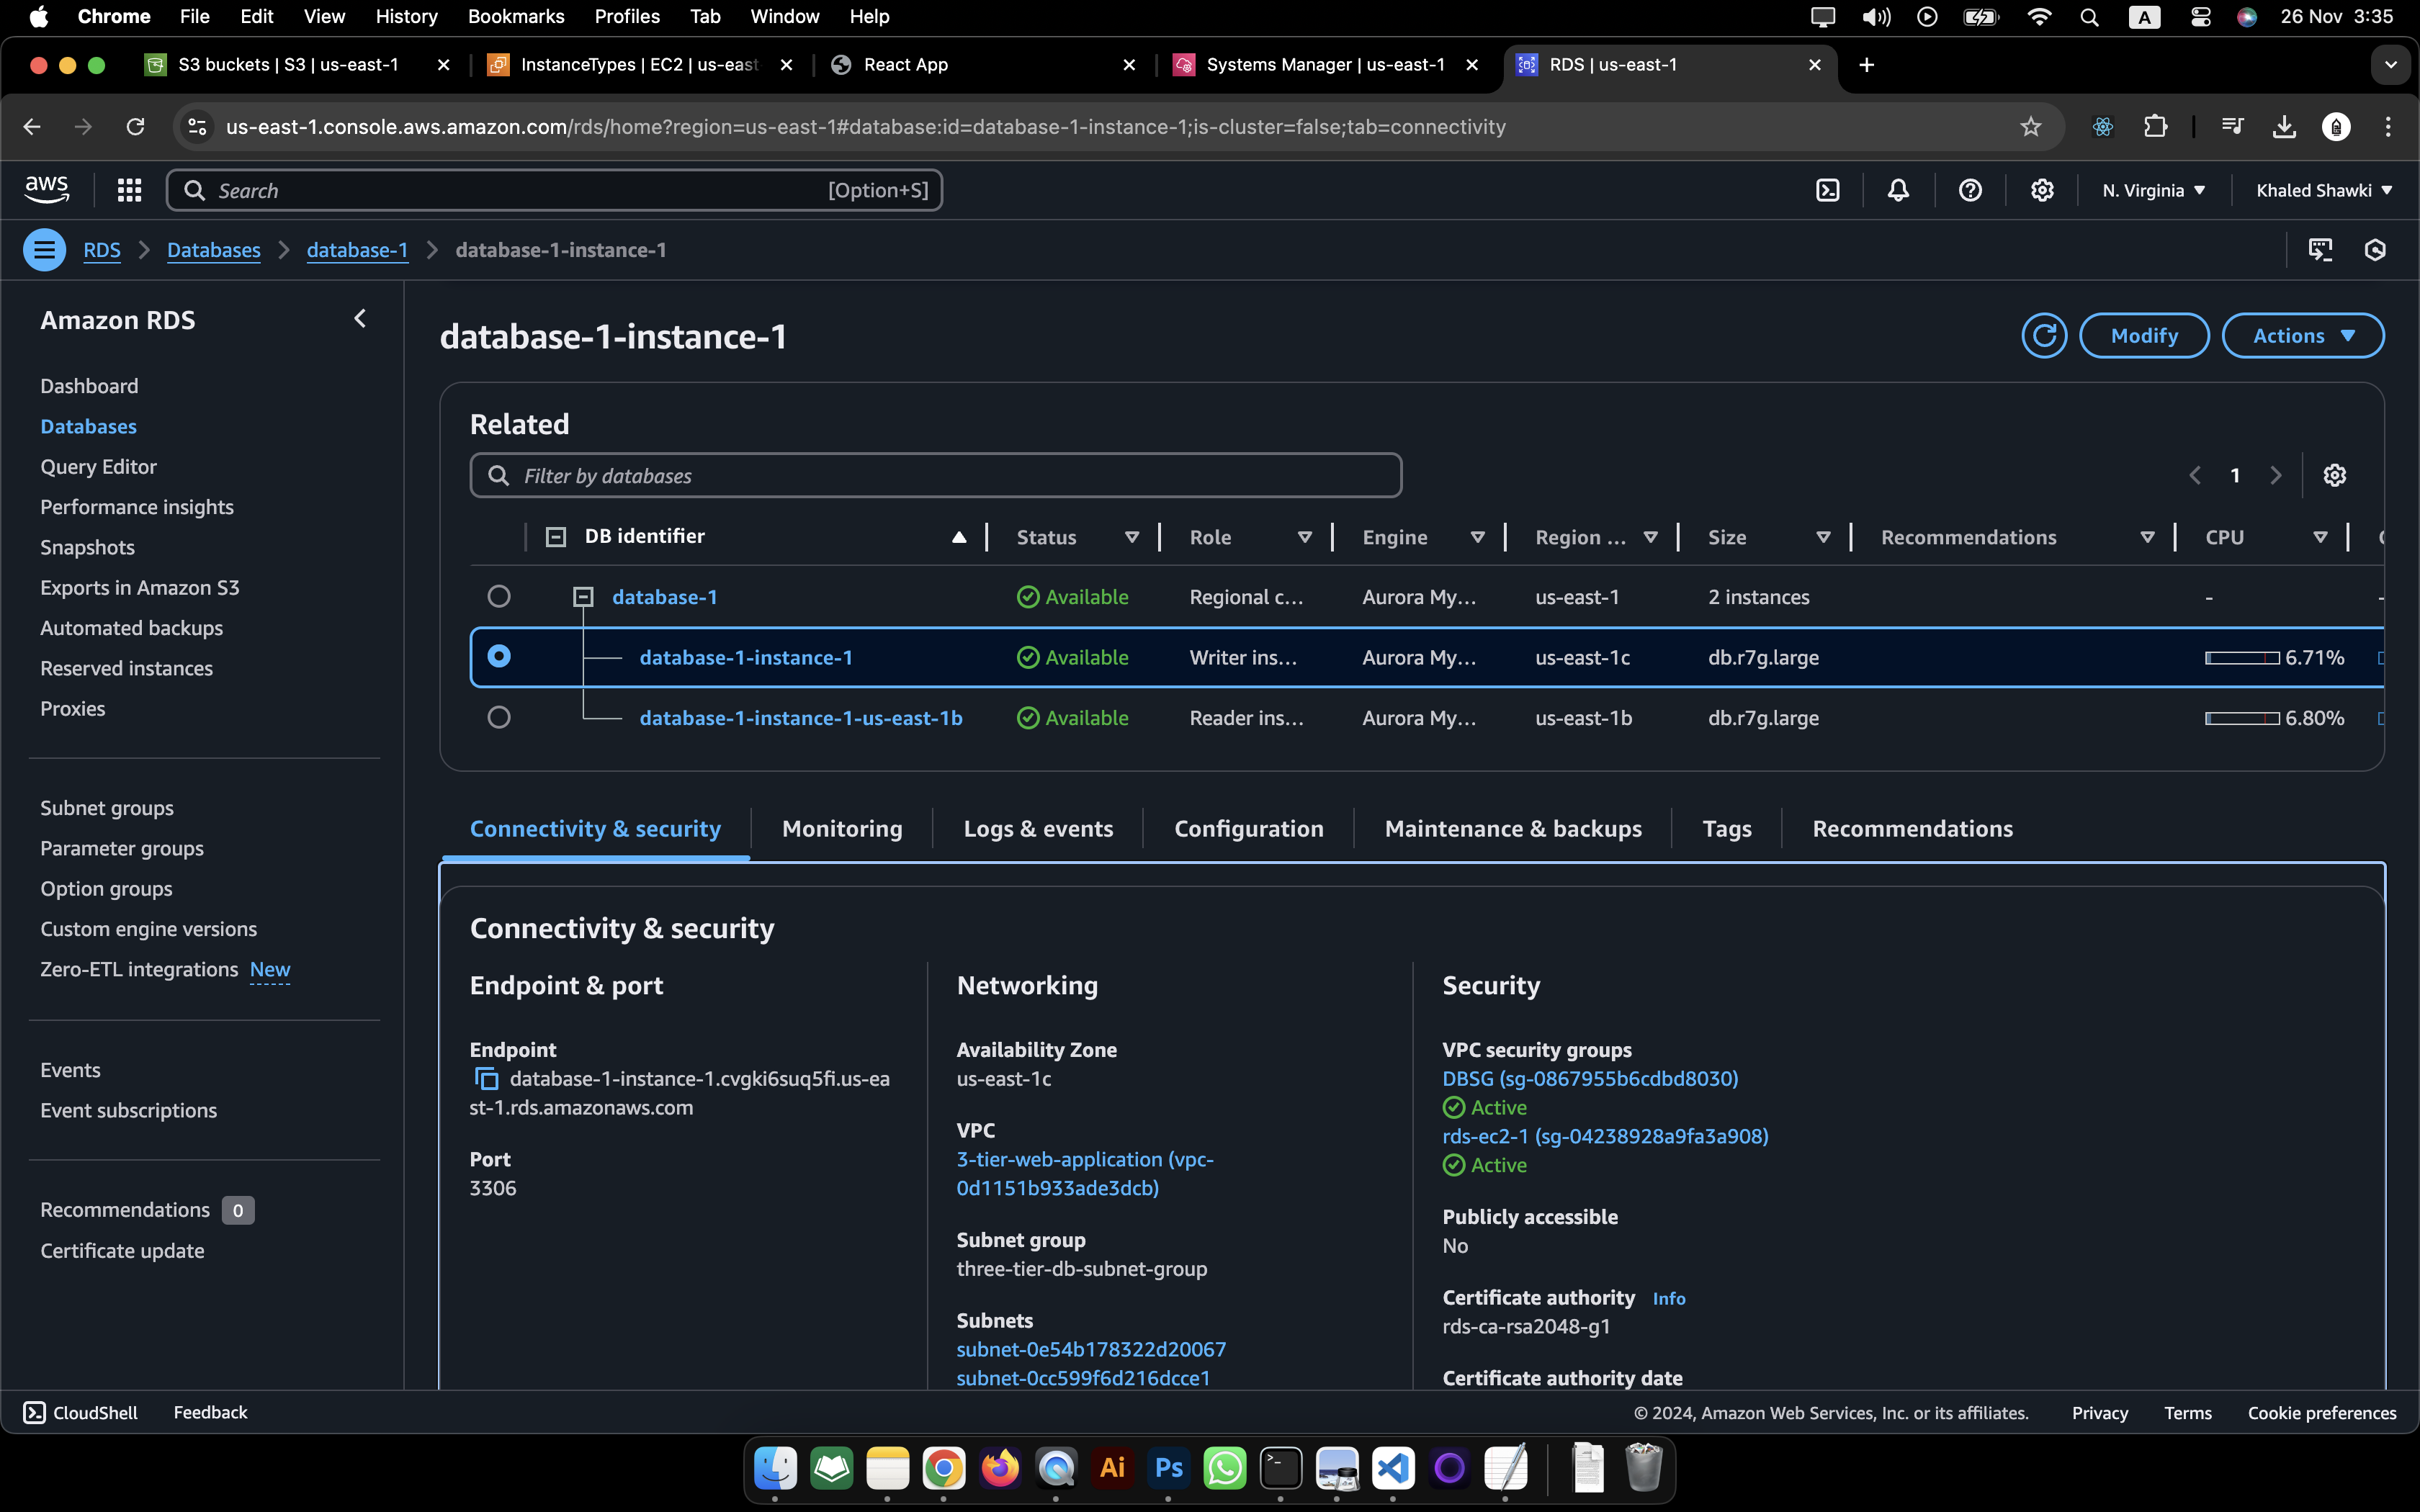 Chrome File Edit View History Bookmarks Profiles Tab Window Help A 26 Nov 3:35
S3 buckets | S3 | us-east-1 InstanceTypes | EC2 | us-east React App Systems Manager | us-east-1 RDS | us-east-1
us-east-1.console.aws.amazon.com/rds/home?region=us-east-1#database:id=database-1-instance-1;is-cluster=false;tab=connectivity
aws Search [Option+S] N. Virginia Khaled Shawki
RDS Databases database-1 database-1-instance-1
Amazon RDS
Dashboard
Databases
Query Editor
Performance insights
Snapshots
Exports in Amazon S3
Automated backups
Reserved instances
Proxies
Subnet groups
Parameter groups
Option groups
Custom engine versions
Zero-ETL integrations New
Events
Event subscriptions
Recommendations 0
Certificate update
database-1-instance-1
Modify Actions
Related
Filter by databases
1
DB identifier Status Role Engine Region ... Size Recommendations CPU
database-1 Available Regional c... Aurora My... us-east-1 2 instances - -
database-1-instance-1 Available Writer ins... Aurora My... us-east-1c db.r7g.large 6.71%
database-1-instance-1-us-east-1b Available Reader ins... Aurora My... us-east-1b db.r7g.large 6.80%
Connectivity & security Monitoring Logs & events Configuration Maintenance & backups Tags Recommendations
Connectivity & security
Endpoint & port
Endpoint
database-1-instance-1.cvgki6suq5fi.us-ea
st-1.rds.amazonaws.com
Port
3306
Networking
Availability Zone
us-east-1c
VPC
3-tier-web-application (vpc-
0d1151b933ade3dcb)
Subnet group
three-tier-db-subnet-group
Subnets
subnet-0e54b178322d20067
subnet-0cc599f6d216dcce1
Security
VPC security groups
DBSG (sg-0867955b6cdbd8030)
Active
rds-ec2-1 (sg-04238928a9fa3a908)
Active
Publicly accessible
No
Certificate authority Info
rds-ca-rsa2048-g1
Certificate authority date
CloudShell Feedback © 2024, Amazon Web Services, Inc. or its affiliates. Privacy Terms Cookie preferences
Ai Ps